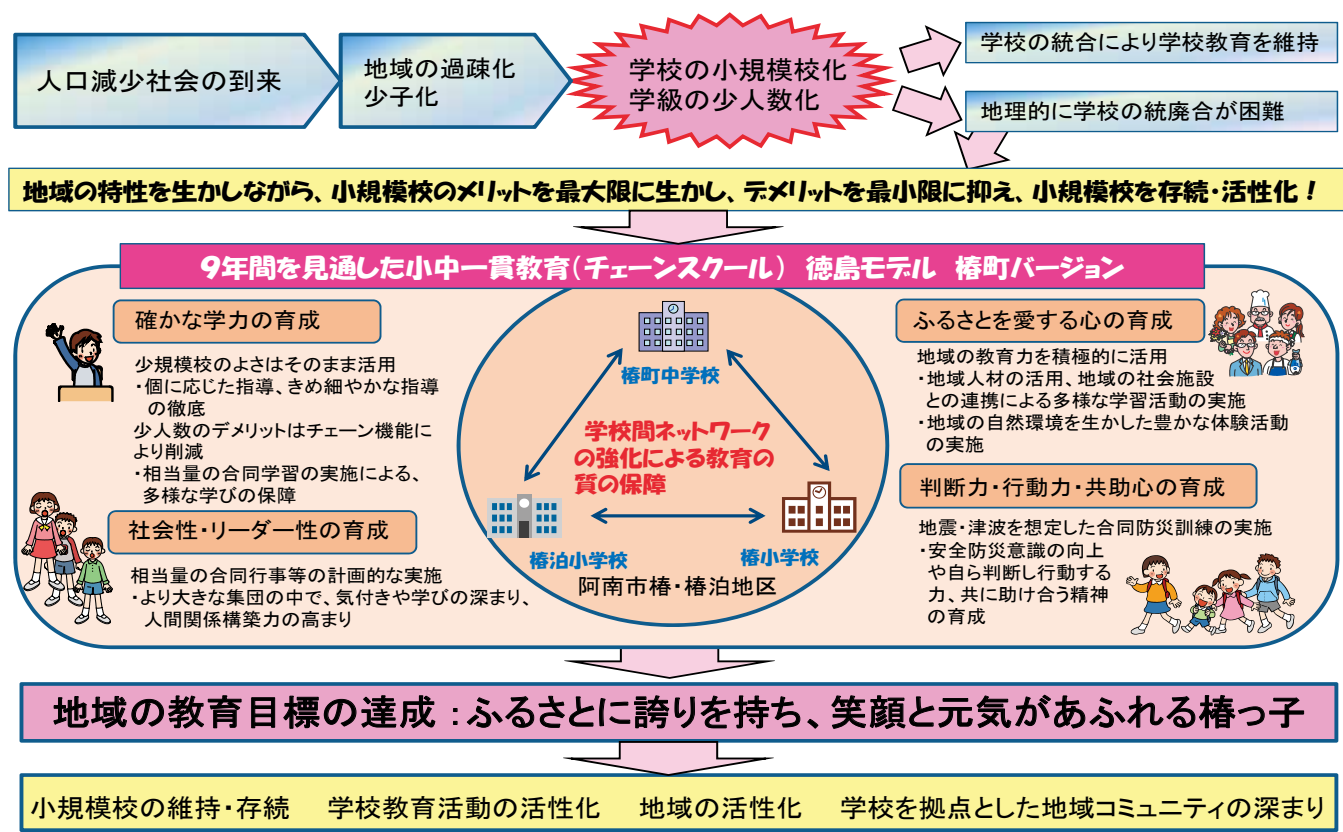 人口減少社会の到来
地域の過疎化
少子化
学校の小規模校化
学級の少人数化
学校の統合により学校教育を維持
地理的に学校の統廃合が困難
地域の特性を生かしながら、小規模校のメリットを最大限に生かし、デメリットを最小限に抑え、小規模校を存続・活性化!
9年間を見通した小中一貫教育(チェーンスクール) 徳島モデル 椿町バージョン
確かな学力の育成
少規模校のよさはそのまま活用
・個に応じた指導、きめ細やかな指導
の徹底
少人数のデメリットはチェーン機能に
より削減
・相当量の合同学習の実施による、
多様な学びの保障
社会性・リーダー性の育成
相当量の合同行事等の計画的な実施
・より大きな集団の中で、気付きや学びの深まり、
人間関係構築力の高まり
椿町中学校
学校間ネットワーク
の強化による教育の
質の保障
椿泊小学校
椿小学校
阿南市椿・椿泊地区
ふるさとを愛する心の育成
地域の教育力を積極的に活用
・地域人材の活用、地域の社会施設
との連携による多様な学習活動の実施
・地域の自然環境を生かした豊かな体験活動
の実施
判断力・行動力・共助心の育成
地震・津波を想定した合同防災訓練の実施
・安全防災意識の向上
や自ら判断し行動する
力、共に助け合う精神
の育成
地域の教育目標の達成:ふるさとに誇りを持ち、笑顔と元気があふれる椿っ子
小規模校の維持・存続 学校教育活動の活性化 地域の活性化 学校を拠点とした地域コミュニティの深まり